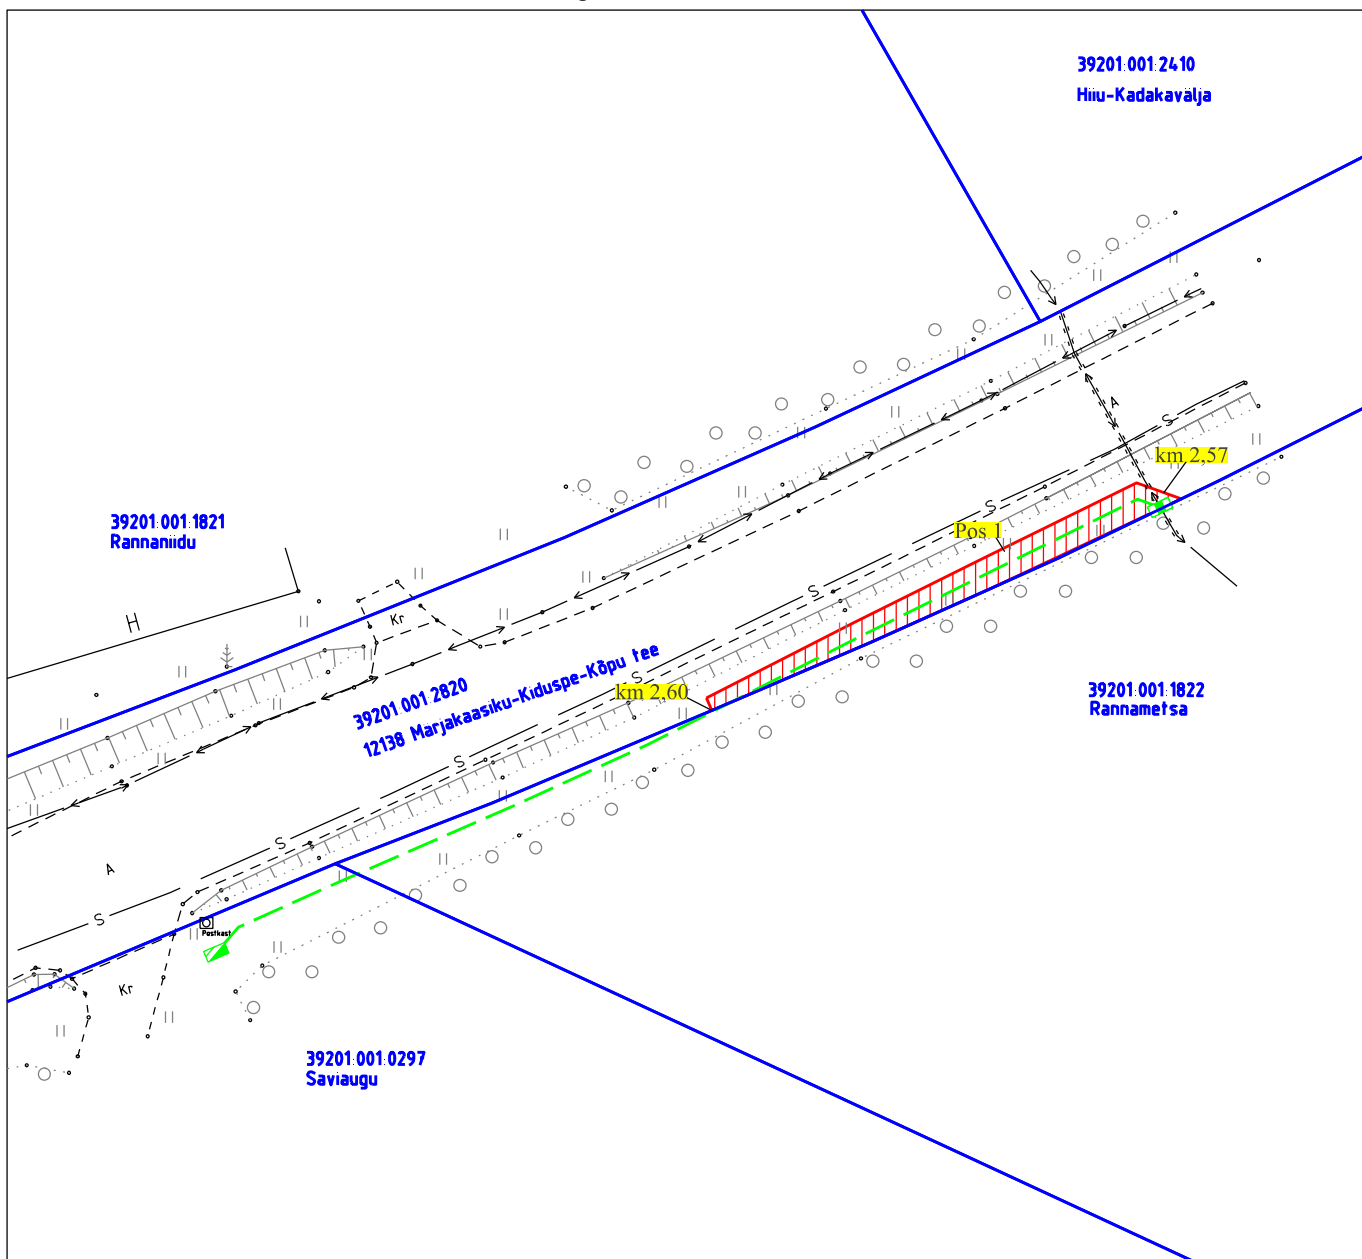 39201:001:2410
Hiiu-Kadakavälja
A
S
km 2,57
Pos 1
S
39201:001:1821
Rannaniidu
S
Kr
H
39201:001:2820
12138 Marjakaasiku-Kiduspe-Kõpu tee
S
km 2,60
39201:001:1822
Rannametsa
S
S
A
S
Postkast
Kr
39201:001:0297
Saviaugu